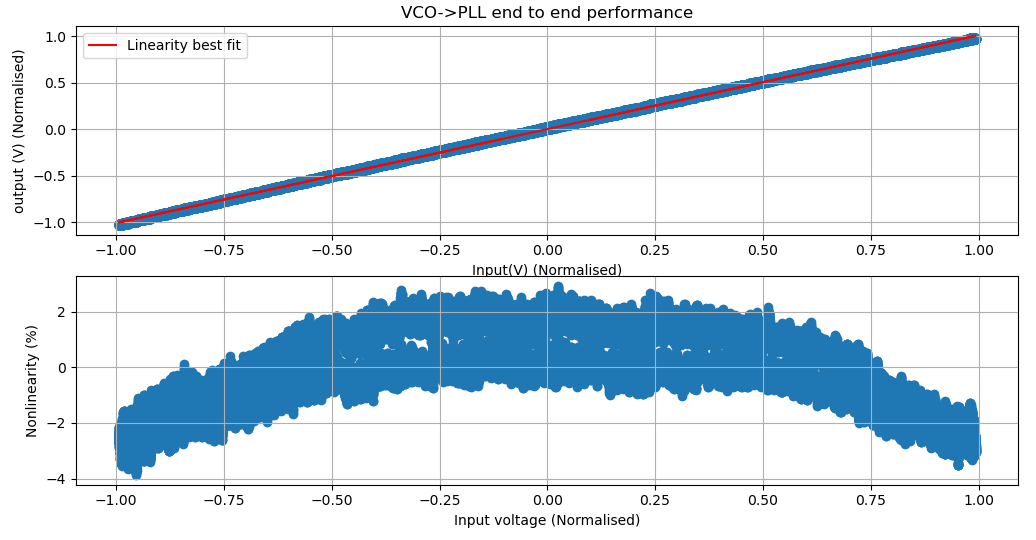 VCO->PLL end to end performance
Linearity best fit
output (V) (Normalised)
1.0
0.5
0.0
−0.5
−1.0
−1.00 −0.75 −0.50 −0.25 0.00 0.25 0.50 0.75 1.00
Input(V) (Normalised)
Nonlinearity (%)
2
0
−2
−4
−1.00 −0.75 −0.50 −0.25 0.00 0.25 0.50 0.75 1.00
Input voltage (Normalised)